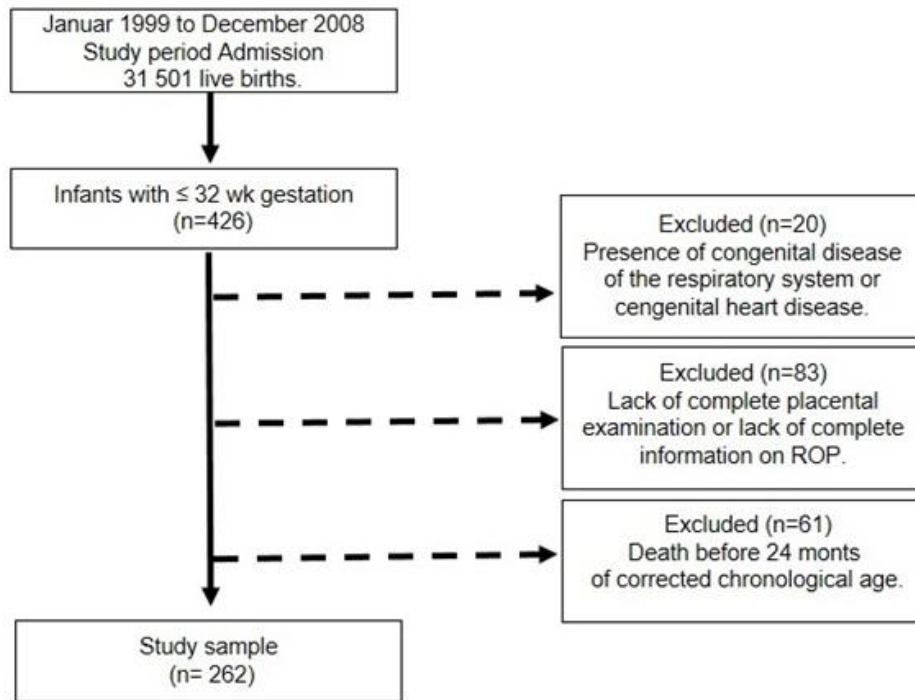 Januar 1999 to December 2008
Study period Admission
31 501 live births.
Infants with ≤ 32 wk gestation
(n=426)
Excluded (n=20)
Presence of congenital disease
of the respiratory system or
cengenital heart disease.
Excluded (n=83)
Lack of complete placental
examination or lack of complete
information on ROP.
Excluded (n=61)
Death before 24 monts
of corrected chronological age.
Study sample
(n= 262)